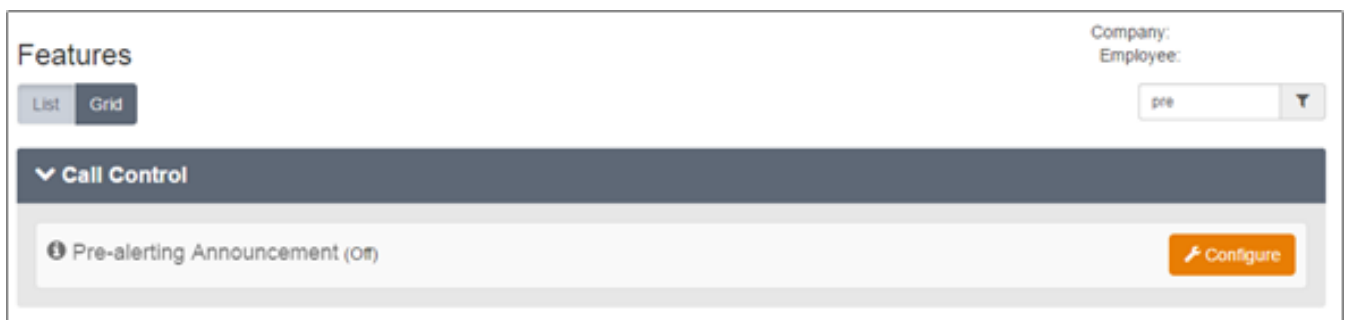 Company:
Employee:
Features
List Grid
pre
Call Control
Pre-alerting Announcement (Off)
Configure